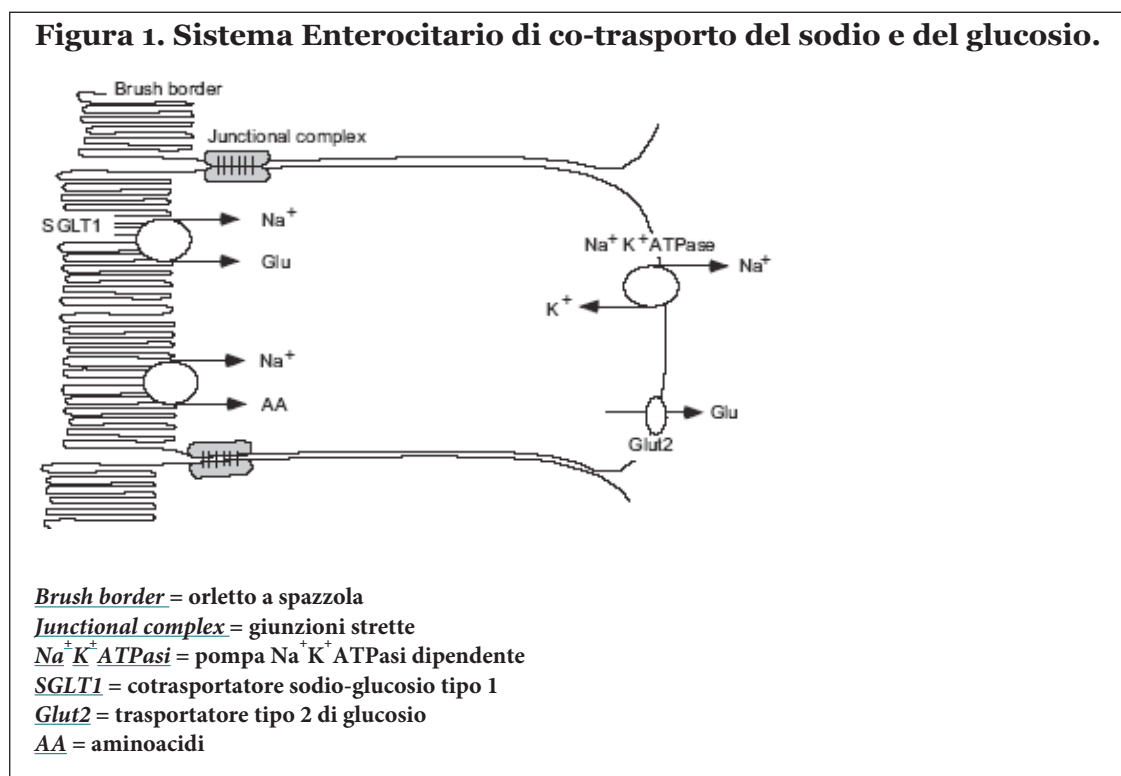 Figura 1. Sistema Enterocitario di co-trasporto del sodio e del glucosio.
Brush border
Junctional complex
SGLT1
Na+
Glu
Na+ K+ATPase
Na+
K+
Na+
AA
Glu
Glut2
Brush border = orletto a spazzola
Junctional complex = giunzioni strette
Na±K±ATPasi = pompa Na+K+ATPasi dipendente
SGLT1 = cotrasportatore sodio-glucosio tipo 1
Glut2 = trasportatore tipo 2 di glucosio
AA = aminoacidi